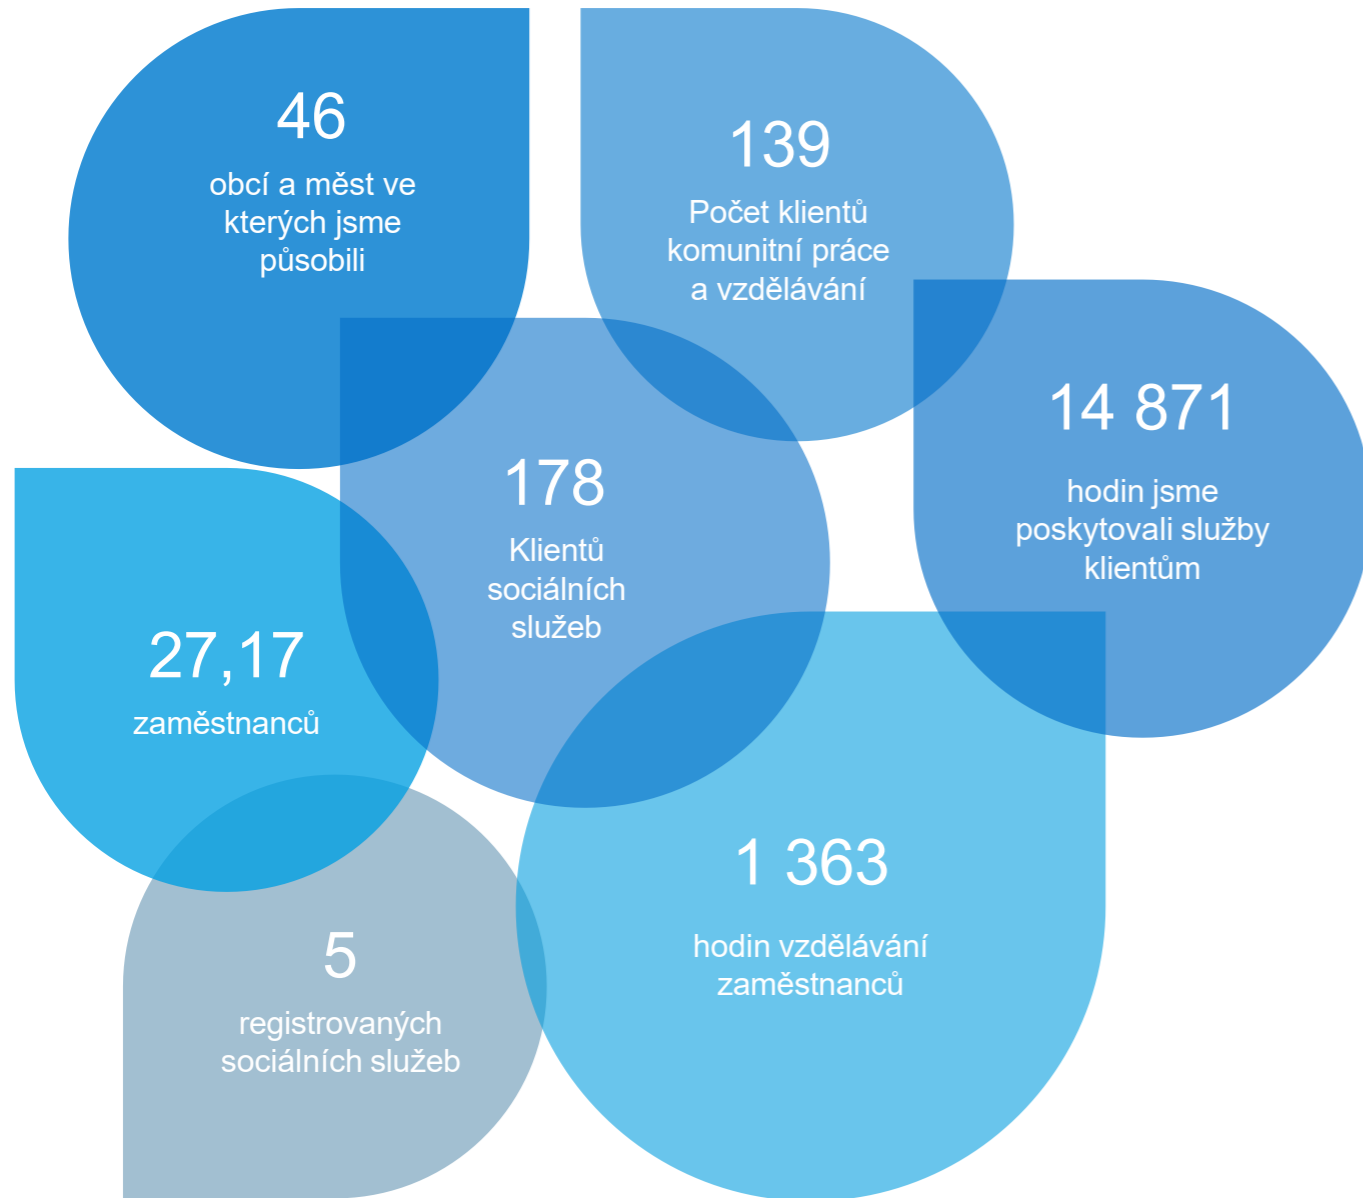 46
obcí a měst ve
kterých jsme
působili
139
Počet klientů
komunitní práce
a vzdělávání
14 871
hodin jsme
poskytovali služby
klientům
178
Klientů
sociálních
služeb
27,17
zaměstnanců
1 363
hodin vzdělávání
zaměstnanců
5
registrovaných
sociálních služeb